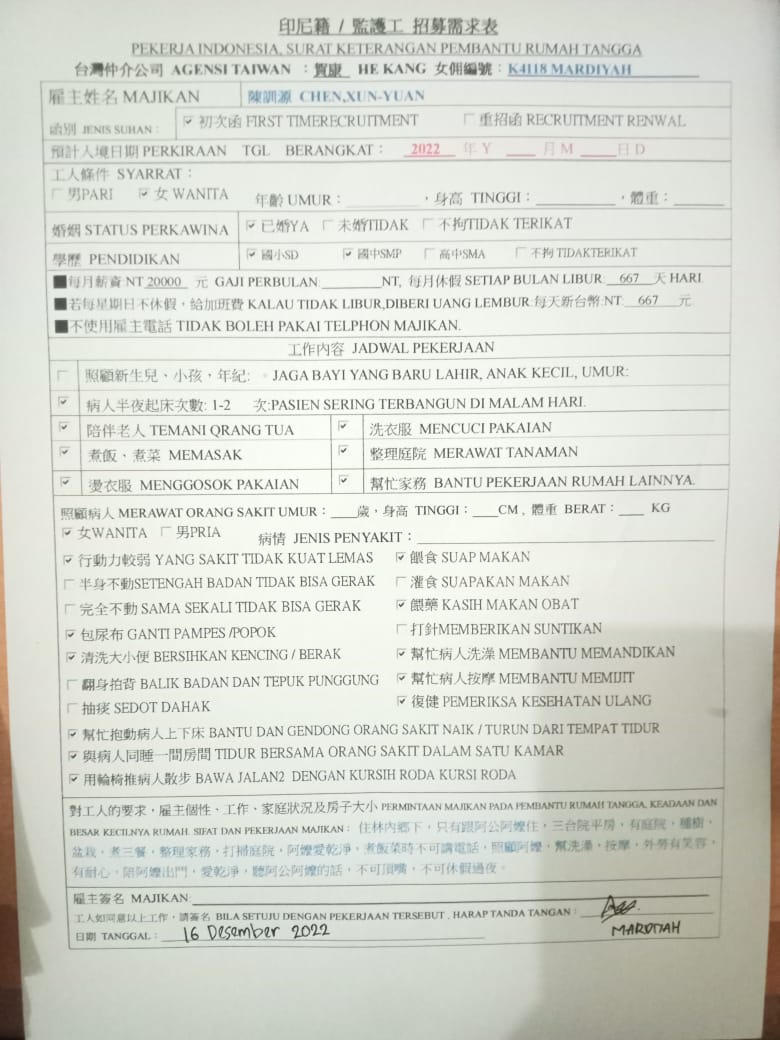 印尼籍 / 監護工 招募需求表
PEKERJA INDONESIA, SURAT KETERANGAN PEMBANTU RUMAH TANGGA
台灣仲介公司 AGENSI TAIWAN ：賀康 HE KANG 女佣編號：K4118 MARDIYAH
雇主姓名 MAJIKAN 陳訓源 CHEN,XUN-YUAN
函別 JENIS SUHAN： 初次函 FIRST TIMERECRUITMENT 重招函 RECRUITMENT RENWAL
預計入境日期 PERKIRAAN TGL BERANGKAT： 2022 年 Y ___ 月 M ___ 日 D
工人條件 SYARRAT：
男PARI 女 WANITA 年齡 UMUR：________，身高 TINGGI：________，體重：________
婚姻 STATUS PERKAWINA 已婚YA 未婚TIDAK 不拘TIDAK TERIKAT
學歷 PENDIDIKAN 國小SD 國中SMP 高中SMA 不拘 TIDAKTERIKAT
■每月薪資:NT 20000 元 GAJI PERBULAN:________NT, 每月休假 SETIAP BULAN LIBUR: 667 天 HARI
■若每星期日不休假，給加班費 KALAU TIDAK LIBUR,DIBERI UANG LEMBUR:每天新台幣:NT: 667 元
■不使用雇主電話 TIDAK BOLEH PAKAI TELPHON MAJIKAN.
工作內容 JADWAL PEKERJAAN
照顧新生兒、小孩，年紀: 。JAGA BAYI YANG BARU LAHIR, ANAK KECIL, UMUR:
病人半夜起床次數: 1-2 次:PASIEN SERING TERBANGUN DI MALAM HARI.
陪伴老人 TEMANI QRANG TUA 洗衣服 MENCUCI PAKAIAN
煮飯、煮菜 MEMASAK 整理庭院 MERAWAT TANAMAN
燙衣服 MENGGOSOK PAKAIAN 幫忙家務 BANTU PEKERJAAN RUMAH LAINNYA.
照顧病人 MERAWAT ORANG SAKIT UMUR：___歲，身高 TINGGI：___CM , 體重 BERAT：___ KG
女WANITA 男PRIA 病情 JENIS PENYAKIT：________
行動力較弱 YANG SAKIT TIDAK KUAT LEMAS 餵食 SUAP MAKAN
半身不動SETENGAH BADAN TIDAK BISA GERAK 灌食 SUAPAKAN MAKAN
完全不動 SAMA SEKALI TIDAK BISA GERAK 餵藥 KASIH MAKAN OBAT
包尿布 GANTI PAMPES /POPOK 打針MEMBERIKAN SUNTIKAN
清洗大小便 BERSIHKAN KENCING / BERAK 幫忙病人洗澡 MEMBANTU MEMANDIKAN
翻身拍背 BALIK BADAN DAN TEPUK PUNGGUNG 幫忙病人按摩 MEMBANTU MEMIJIT
抽痰 SEDOT DAHAK 復健 PEMERIKSA KESEHATAN ULANG
幫忙抱動病人上下床 BANTU DAN GENDONG ORANG SAKIT NAIK / TURUN DARI TEMPAT TIDUR
與病人同睡一間房間 TIDUR BERSAMA ORANG SAKIT DALAM SATU KAMAR
用輪椅推病人散步 BAWA JALAN2 DENGAN KURSIH RODA KURSI RODA
對工人的要求，雇主個性、工作、家庭狀況及房子大小 PERMINTAAN MAJIKAN PADA PEMBANTU RUMAH TANGGA, KEADAAN DAN
BESAR KECILNYA RUMAH. SIFAT DAN PEKERJAAN MAJIKAN： 住林內鄉下，只有跟阿公阿嬤住，三台院平房，有庭院，種樹，
盆栽，煮三餐，整理家務，打掃庭院，阿嬤愛乾淨，煮飯菜時不可講電話，照顧阿嬤，幫洗澡，按摩，外勞有笑容，
有耐心，陪阿嬤出門，愛乾淨，聽阿公阿嬤的話，不可頂嘴，不可休假過夜。
雇主簽名 MAJIKAN:
工人如同意以上工作，請簽名 BILA SETUJU DENGAN PEKERJAAN TERSEBUT , HARAP TANDA TANGAN：
MARDIAH
日期 TANGGAL： 16 Desember 2022